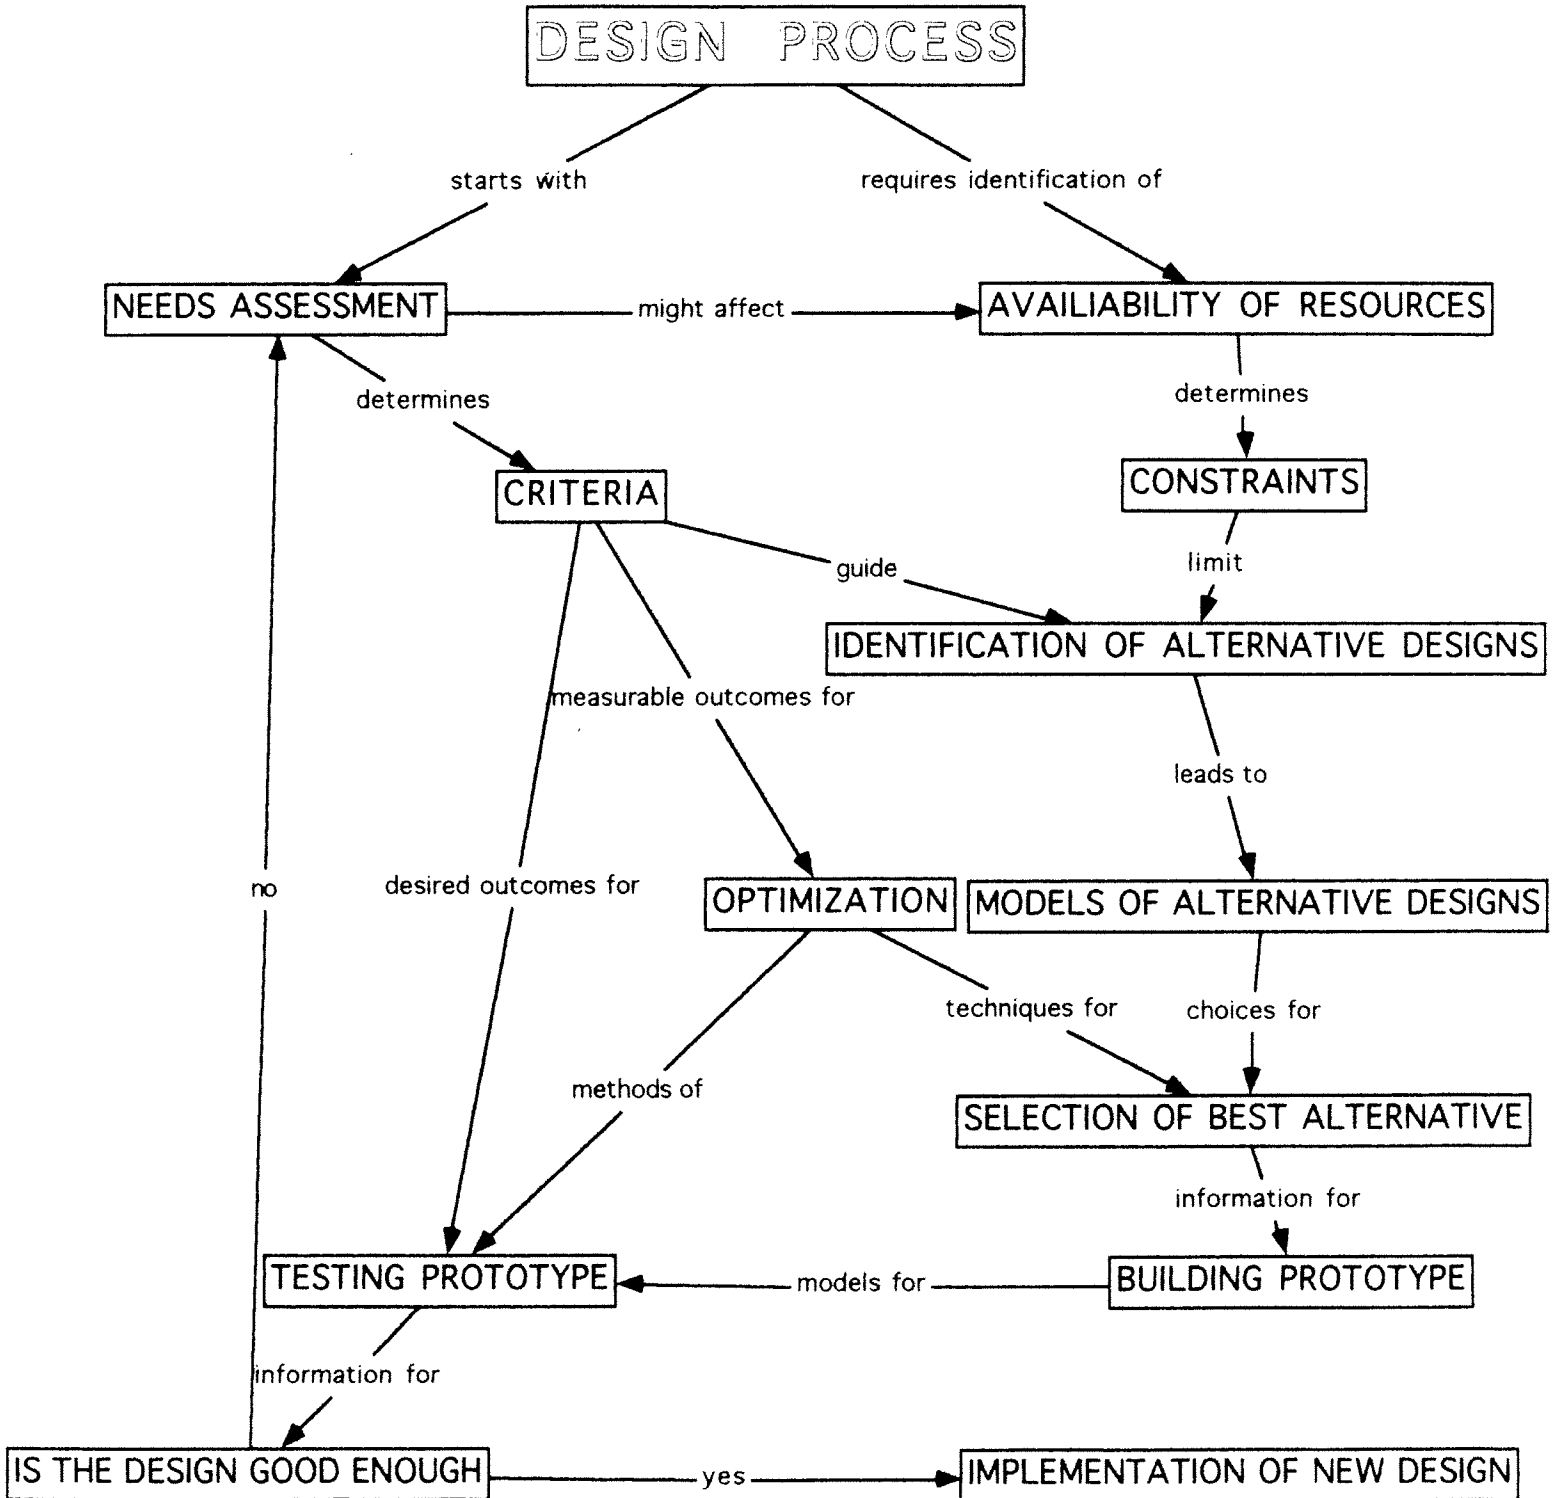 DESIGN PROCESS
starts with
requires identification of
NEEDS ASSESSMENT
might affect
AVAILIABILITY OF RESOURCES
determines
determines
CRITERIA
CONSTRAINTS
guide
limit
IDENTIFICATION OF ALTERNATIVE DESIGNS
measurable outcomes for
leads to
no
desired outcomes for
OPTIMIZATION
MODELS OF ALTERNATIVE DESIGNS
techniques for
choices for
methods of
SELECTION OF BEST ALTERNATIVE
information for
TESTING PROTOTYPE
models for
BUILDING PROTOTYPE
information for
IS THE DESIGN GOOD ENOUGH
yes
IMPLEMENTATION OF NEW DESIGN